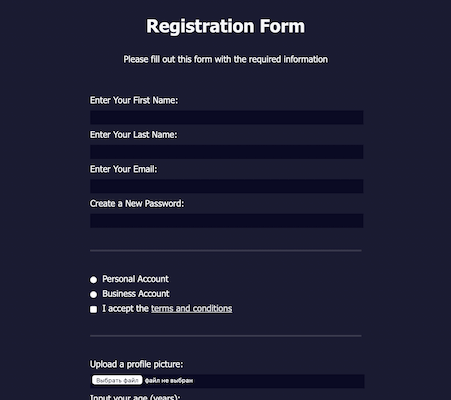 Registration Form
Please fill out this form with the required information
Enter Your First Name:
Enter Your Last Name:
Enter Your Email:
Create a New Password:
Personal Account
Business Account
I accept the terms and conditions
Upload a profile picture:
Выбрать файл файл не выбран
Input your age (years):